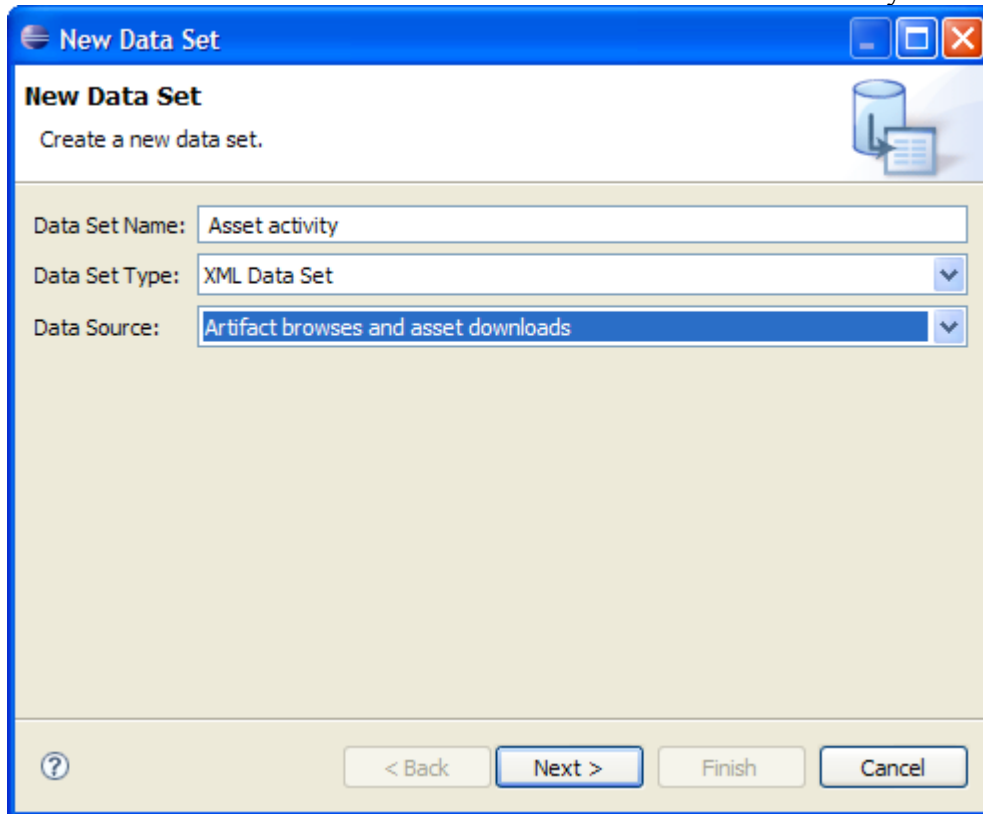 New Data Set
New Data Set
Create a new data set.
Data Set Name: Asset activity
Data Set Type: XML Data Set
Data Source: Artifact browses and asset downloads
? < Back Next > Finish Cancel